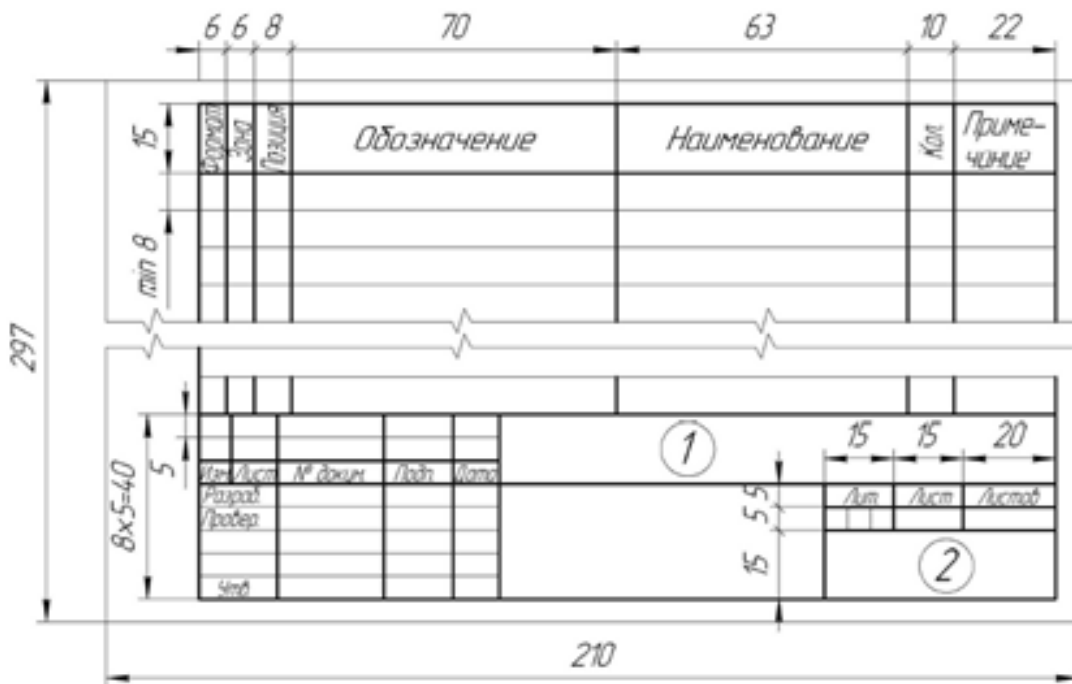 6 6 8 70 63 10 22
Формат Зона Позиция Обозначение Наименование Кол. Приме-
чание
15
min 8
297
1 15 15 20
5
8х5=40
Изм Лист № докум. Подп. Дата
Разраб.
Провер.
Утв
5 5 Лит Лист Листов
15 2
210